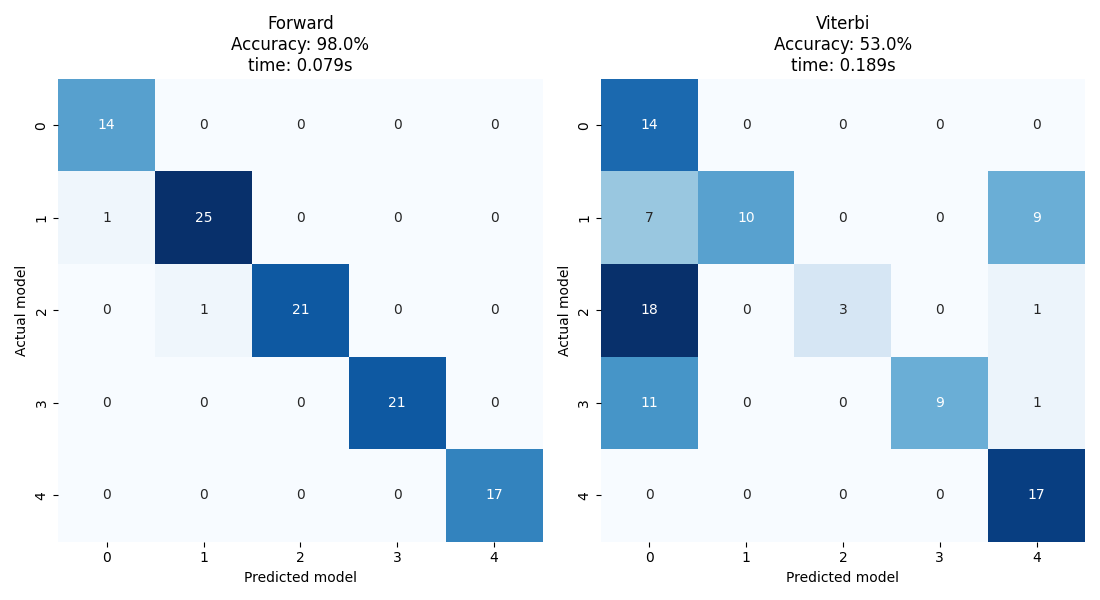 Forward
Accuracy: 98.0%
time: 0.079s
0 14 0 0 0 0
1 1 25 0 0 0
2 0 1 21 0 0
3 0 0 0 21 0
4 0 0 0 0 17
0 1 2 3 4
Actual model
Predicted model
Viterbi
Accuracy: 53.0%
time: 0.189s
0 14 0 0 0 0
1 7 10 0 0 9
2 18 0 3 0 1
3 11 0 0 9 1
4 0 0 0 0 17
0 1 2 3 4
Actual model
Predicted model